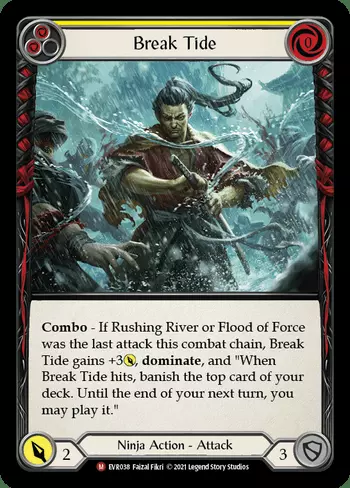 Break Tide
0
Combo - If Rushing River or Flood of Force
was the last attack this combat chain, Break
Tide gains +3, dominate, and "When
Break Tide hits, banish the top card of your
deck. Until the end of your next turn, you
may play it."
2
Ninja Action - Attack
3
M EVR038 Faizal Fikri © 2021 Legend Story Studios